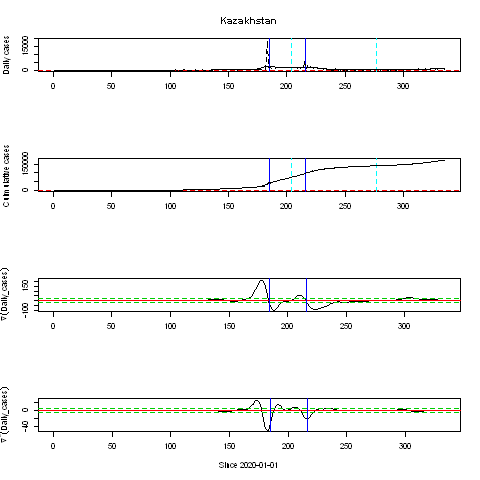 Kazakhstan
Daily cases
0 15000
0 50 100 150 200 250 300
Culmulative cases
0 150000
0 50 100 150 200 250 300
∇(Daily_cases)
-100 150
0 50 100 150 200 250 300
∇²(Daily_cases)
-40 0
0 50 100 150 200 250 300
Since 2020-01-01